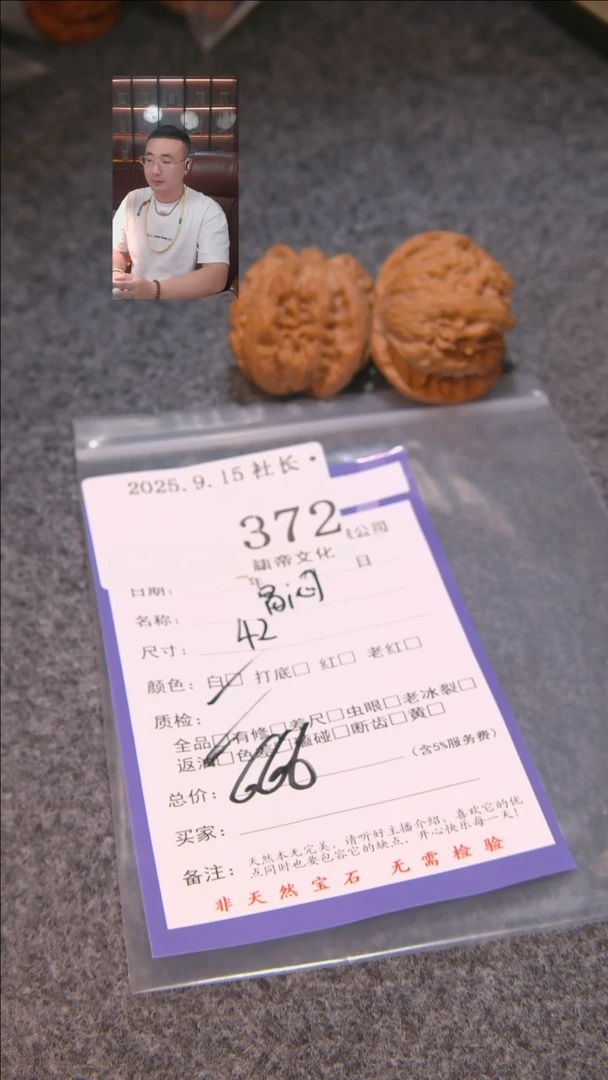 2025.9.15社长
372
公司
年 日
日期：
名称：
尺寸：42
颜色：白□ 打底□ 红□ 老红□
质检：
全品□有修□差尺□虫眼□老冰裂□
返油□色差□磕碰□断齿□黄□
总价：666（含5%服务费）
买家：
备注：天然本无完美，请听好主播介绍，喜欢它的优
点同时也要包容它的缺点，开心快乐每一天！
非天然宝石 无需检验